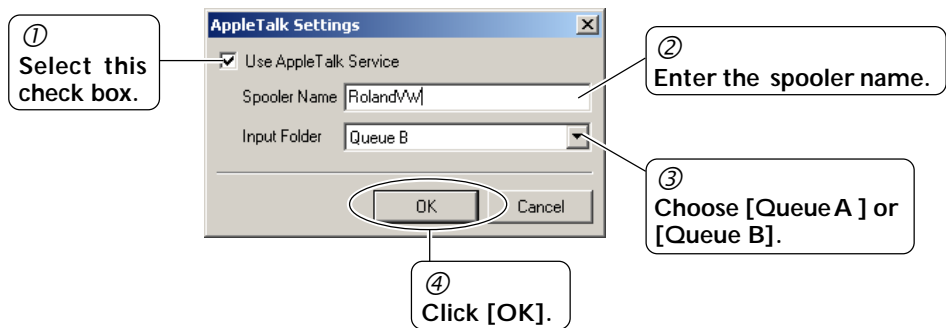 AppleTalk Settings
①
Select this
check box.
Use AppleTalk Service
②
Enter the spooler name.
Spooler Name RolandVW
Input Folder Queue B
③
Choose [Queue A ] or
[Queue B].
OK Cancel
④
Click [OK].